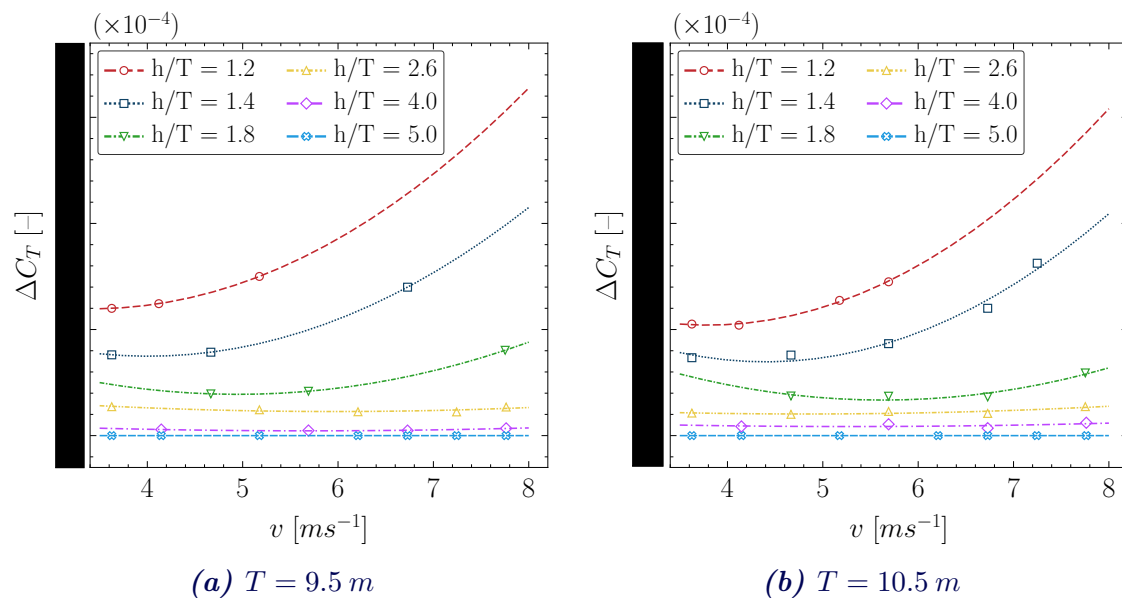 (×10⁻⁴)
h/T = 1.2
h/T = 1.4
h/T = 1.8
h/T = 2.6
h/T = 4.0
h/T = 5.0
ΔC_T [−]
4 5 6 7 8
v [ms⁻¹]
(a) T = 9.5 m
(×10⁻⁴)
h/T = 1.2
h/T = 1.4
h/T = 1.8
h/T = 2.6
h/T = 4.0
h/T = 5.0
ΔC_T [−]
4 5 6 7 8
v [ms⁻¹]
(b) T = 10.5 m